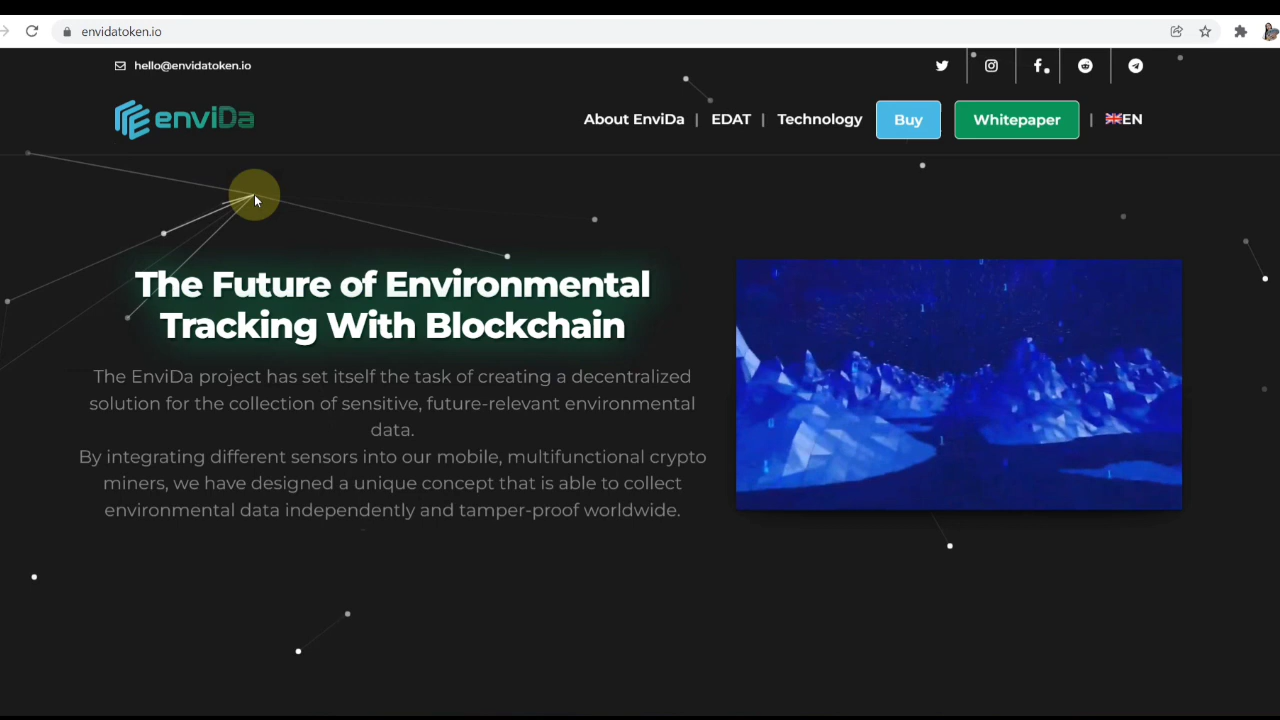 envidatoken.io
hello@envidatoken.io
enviDa
About EnviDa | EDAT | Technology Buy Whitepaper | EN
The Future of Environmental
Tracking With Blockchain
The EnviDa project has set itself the task of creating a decentralized
solution for the collection of sensitive, future-relevant environmental
data.
By integrating different sensors into our mobile, multifunctional crypto
miners, we have designed a unique concept that is able to collect
environmental data independently and tamper-proof worldwide.